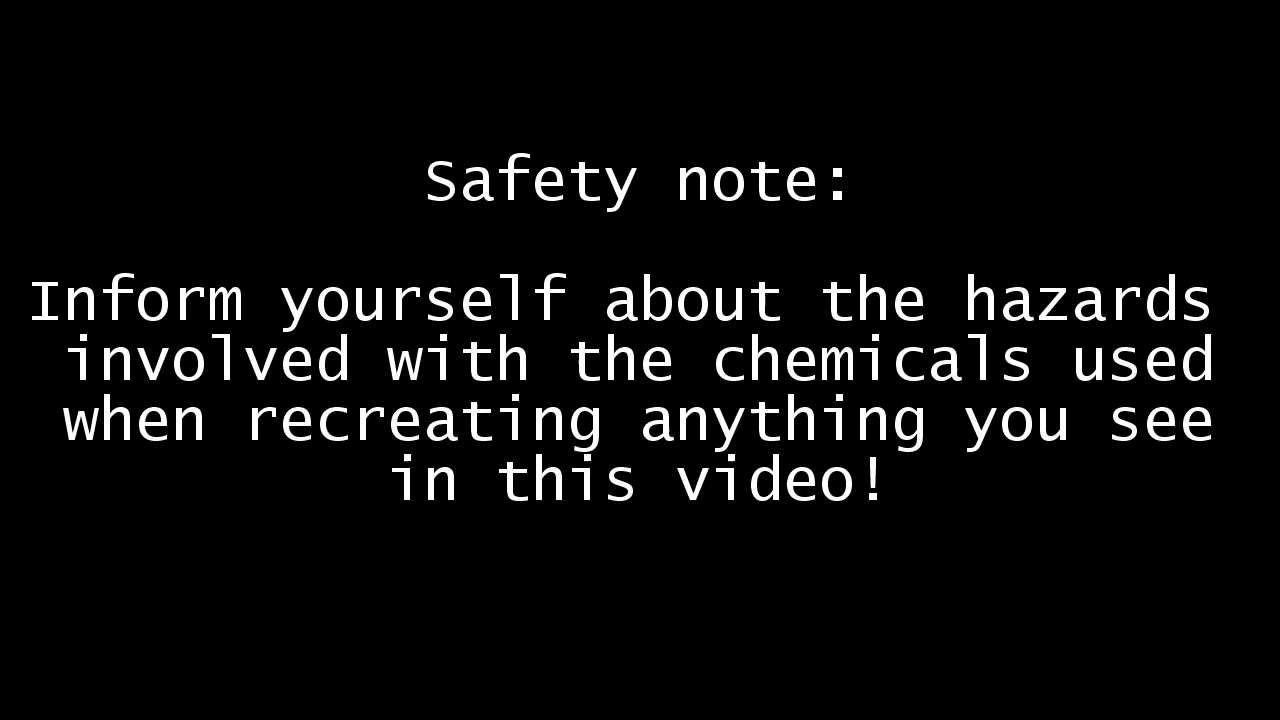 Safety note:
Inform yourself about the hazards
involved with the chemicals used
when recreating anything you see
in this video!